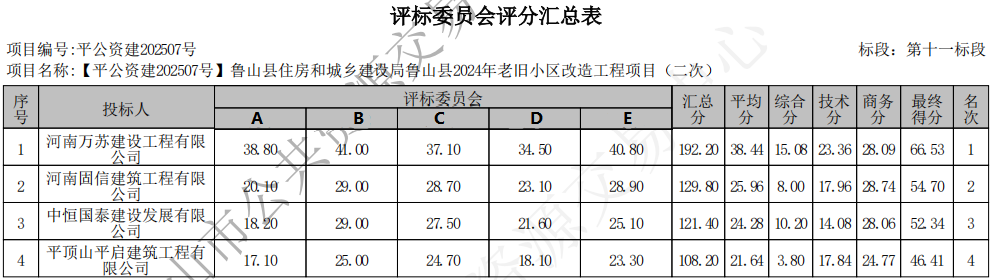 评标委员会评分汇总表
项目编号:平公资建202507号 标段：第十一标段
项目名称:【平公资建202507号】鲁山县住房和城乡建设局鲁山县2024年老旧小区改造工程项目（二次）
序号 投标人 评标委员会 汇总分 平均分 综合分 技术分 商务分 最终得分 名次
A B C D E
1 河南万苏建设工程有限公司 38.80 41.00 37.10 34.50 40.80 192.20 38.44 15.08 23.36 28.09 66.53 1
2 河南固信建筑工程有限公司 20.10 29.00 28.70 23.10 28.90 129.80 25.96 8.00 17.96 28.74 54.70 2
3 中恒国泰建设发展有限公司 18.20 29.00 27.50 21.60 25.10 121.40 24.28 10.20 14.08 28.06 52.34 3
4 平顶山平启建筑工程有限公司 17.10 25.00 24.70 18.10 23.30 108.20 21.64 3.80 17.84 24.77 46.41 4